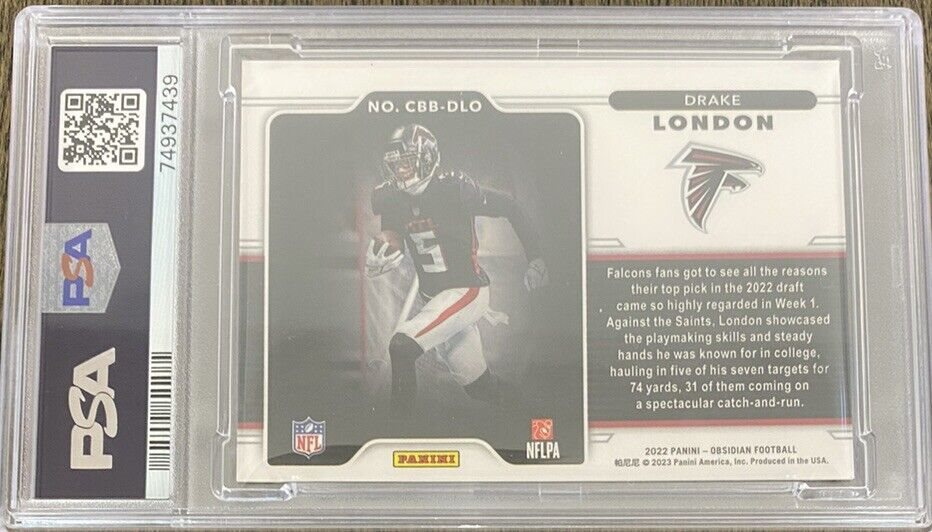 PSA
PSA
74937439
NO. CBB-DLO
5
NFL
PANINI
NFLPA
DRAKE
LONDON
Falcons fans got to see all the reasons
their top pick in the 2022 draft
came so highly regarded in Week 1.
Against the Saints, London showcased
the playmaking skills and steady
hands he was known for in college,
hauling in five of his seven targets for
74 yards, 31 of them coming on
a spectacular catch-and-run.
2022 PANINI – OBSIDIAN FOOTBALL
帕尼尼 © 2023 Panini America, Inc. Produced in the USA.